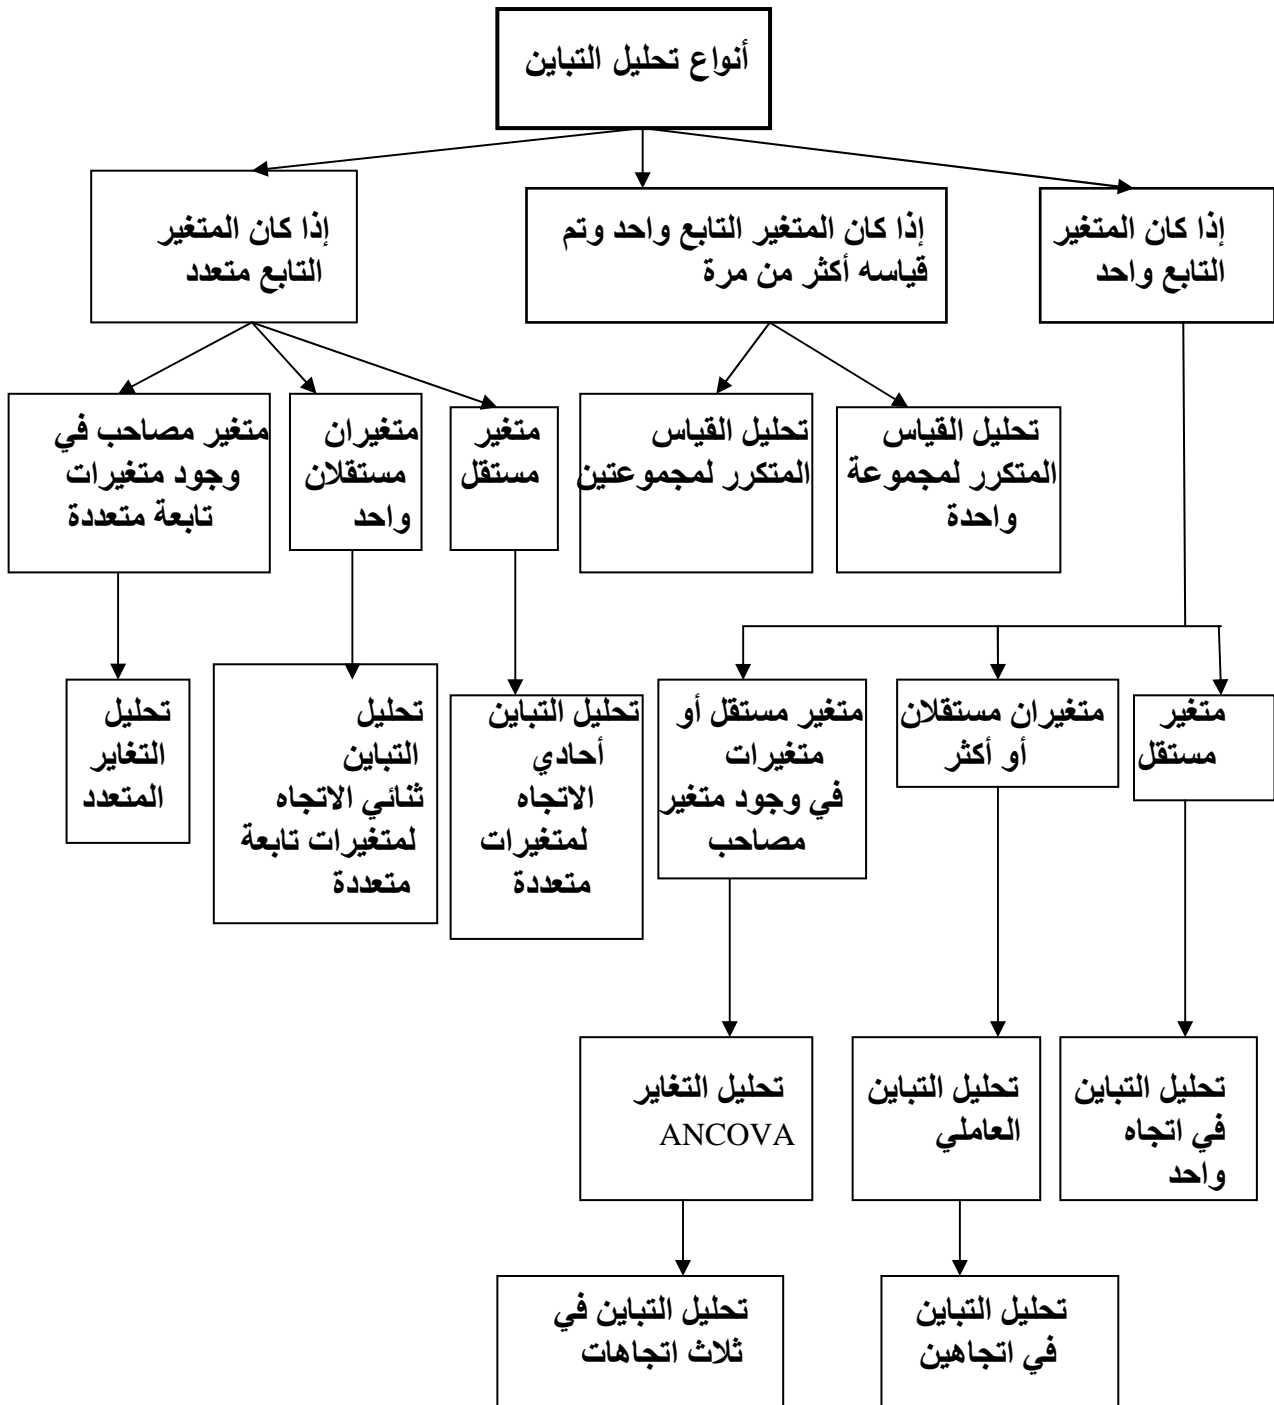 أنواع تحليل التباين
إذا كان المتغير
التابع واحد
إذا كان المتغير التابع واحد وتم
قياسه أكثر من مرة
إذا كان المتغير
التابع متعدد
تحليل القياس
المتكرر لمجموعة
واحدة
تحليل القياس
المتكرر لمجموعتين
متغير
مستقل
متغيران
مستقلان
واحد
متغير مصاحب في
وجود متغيرات
تابعة متعددة
متغير
مستقل
متغيران مستقلان
أو أكثر
متغير مستقل أو
متغيرات
في وجود متغير
مصاحب
تحليل التباين
أحادي
الاتجاه
لمتغيرات
متعددة
تحليل
التباين
ثنائي الاتجاه
لمتغيرات تابعة
متعددة
تحليل
التغاير
المتعدد
تحليل التباين
في اتجاه
واحد
تحليل التباين
العاملي
تحليل التغاير
ANCOVA
تحليل التباين
في اتجاهين
تحليل التباين في
ثلاث اتجاهات